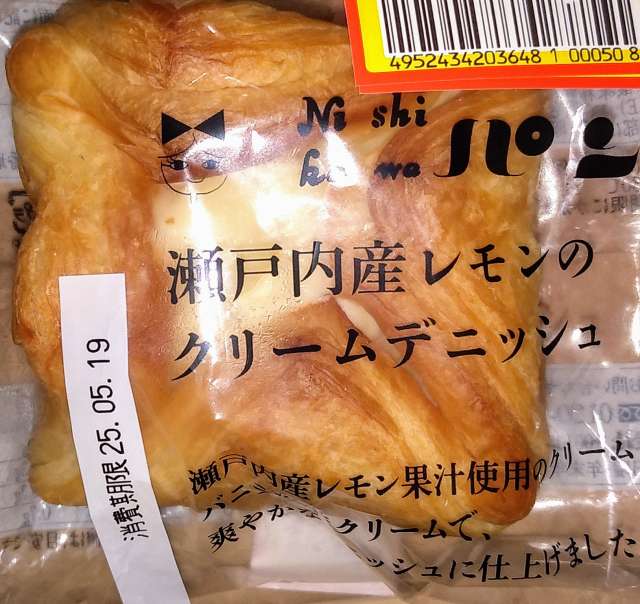 4952434203648 1 00050 8
Ni shi
ka wa パン
瀬戸内産レモンの
クリームデニッシュ
消費期限 25. 05. 19
瀬戸内産レモン果汁使用のクリーム
バニ
爽やかな クリームで、
ッシュに仕上げました